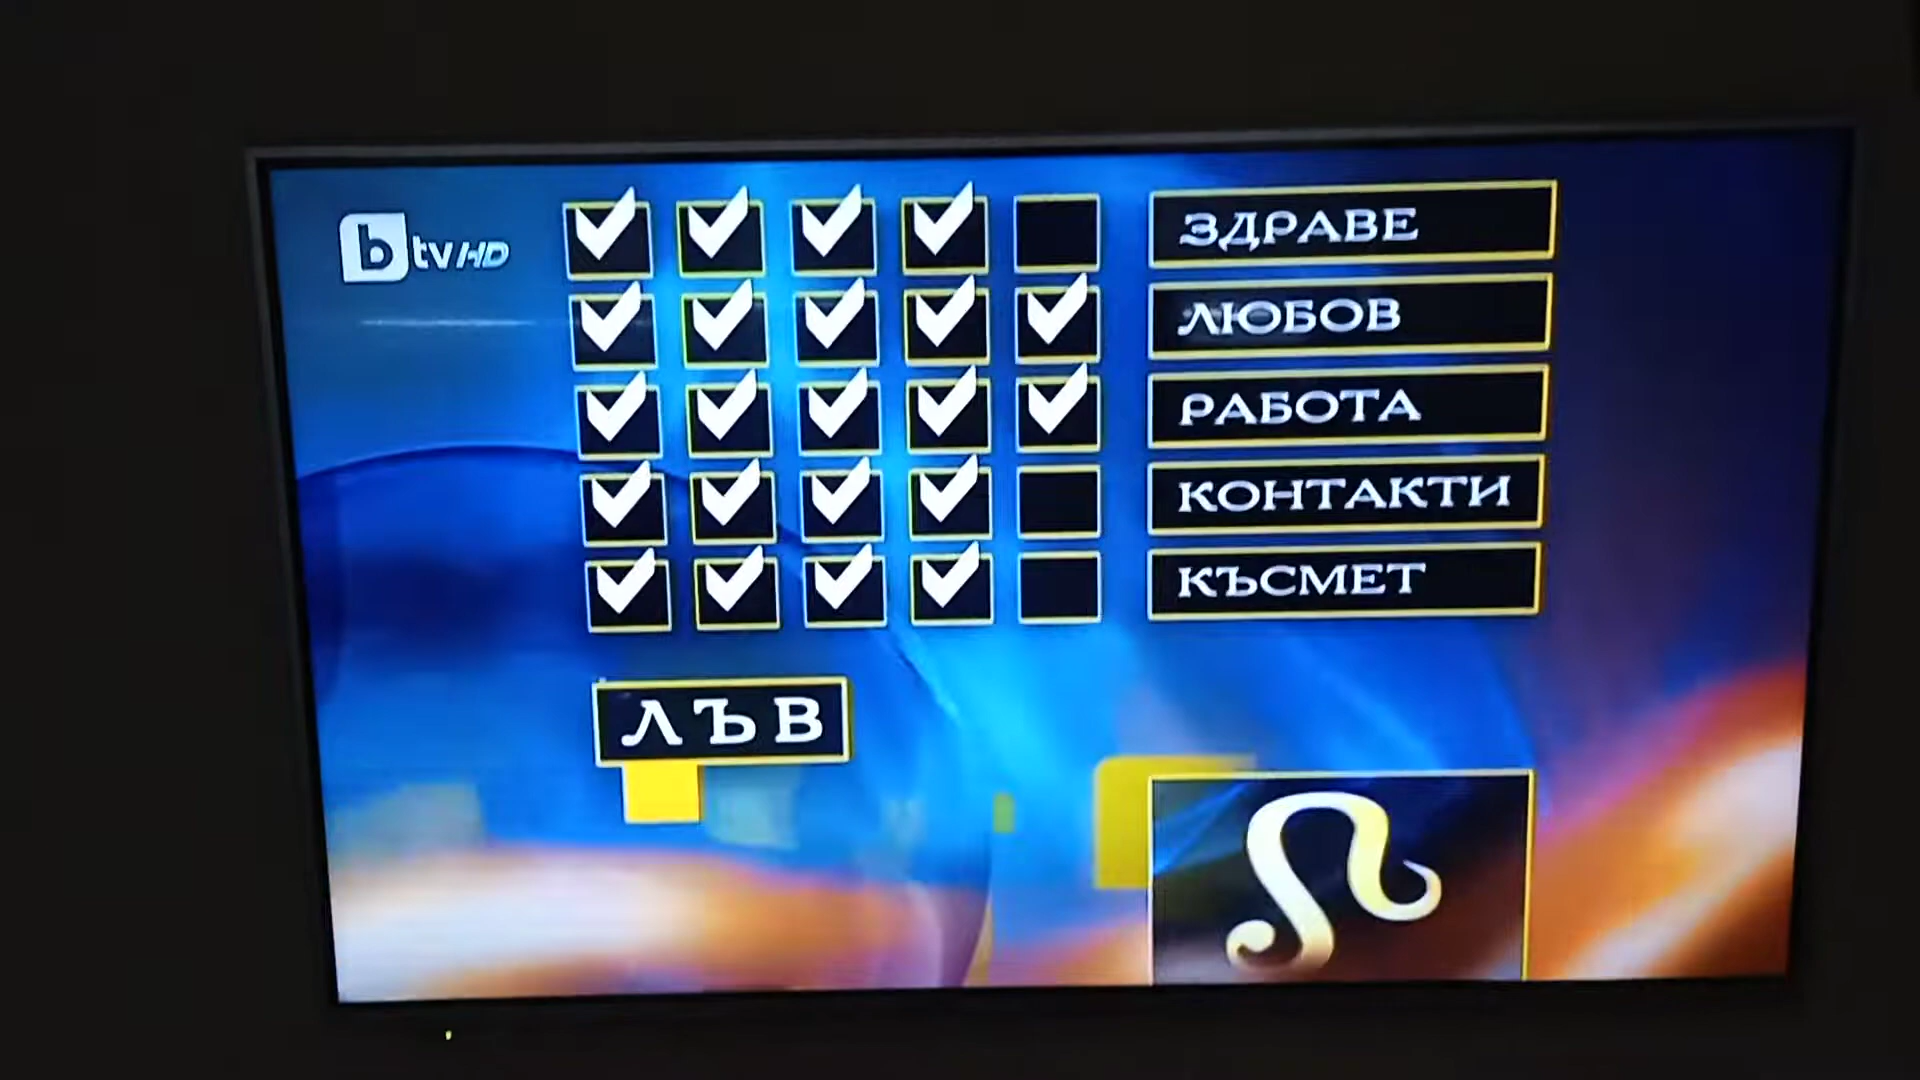 btv HD
ЗДРАВЕ
ЛЮБОВ
РАБОТА
КОНТАКТИ
КЪСМЕТ
ЛЪВ